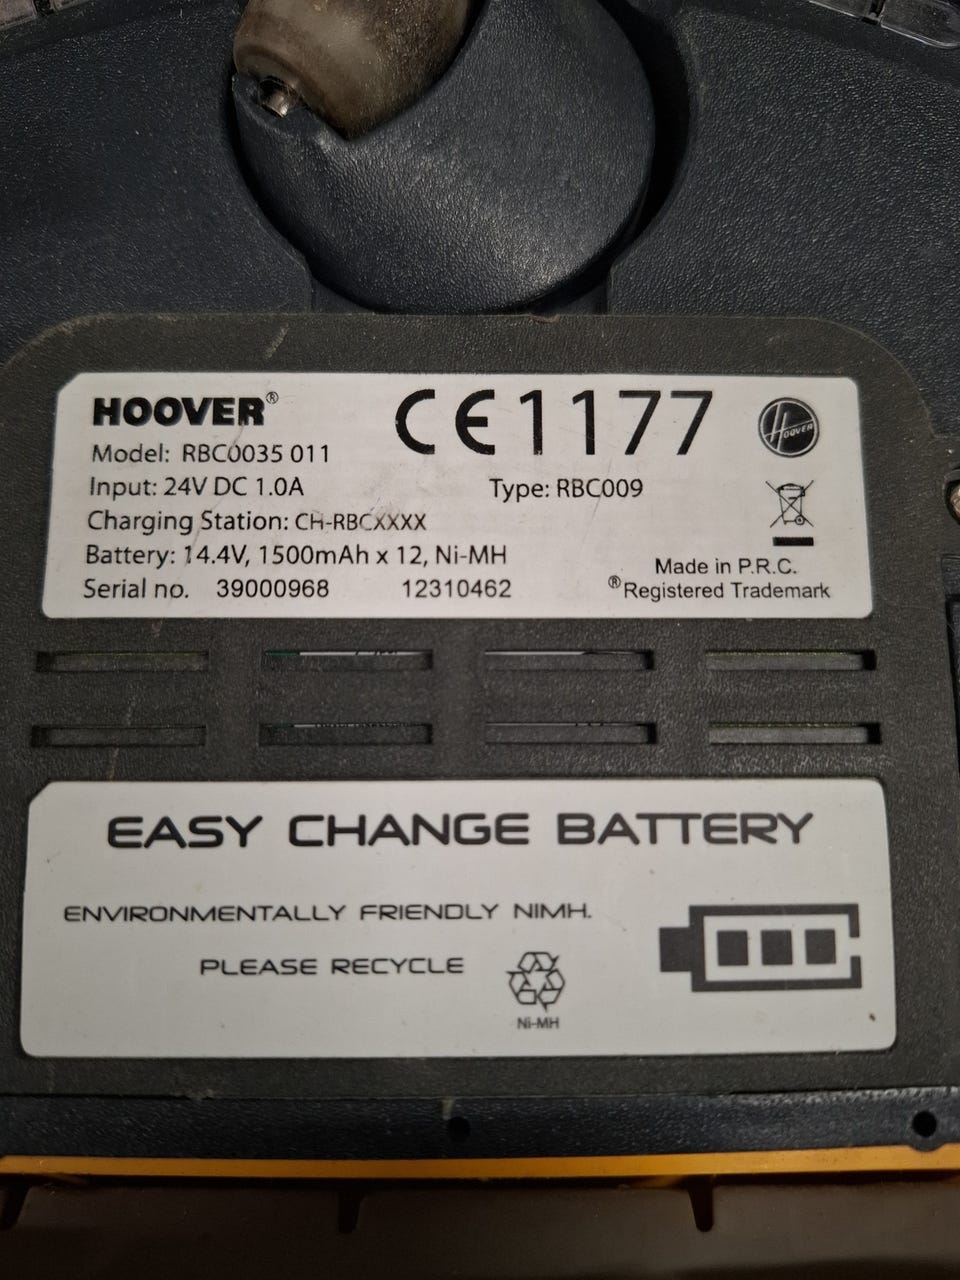 HOOVER®
CE1177
HOOVER
Model: RBC0035 011
Input: 24V DC 1.0A
Type: RBC009
Charging Station: CH-RBCXXXX
Battery: 14.4V, 1500mAh x 12, Ni-MH
Made in P.R.C.
Serial no. 39000968 12310462
®Registered Trademark
EASY CHANGE BATTERY
ENVIRONMENTALLY FRIENDLY NIMH.
PLEASE RECYCLE
Ni-MH